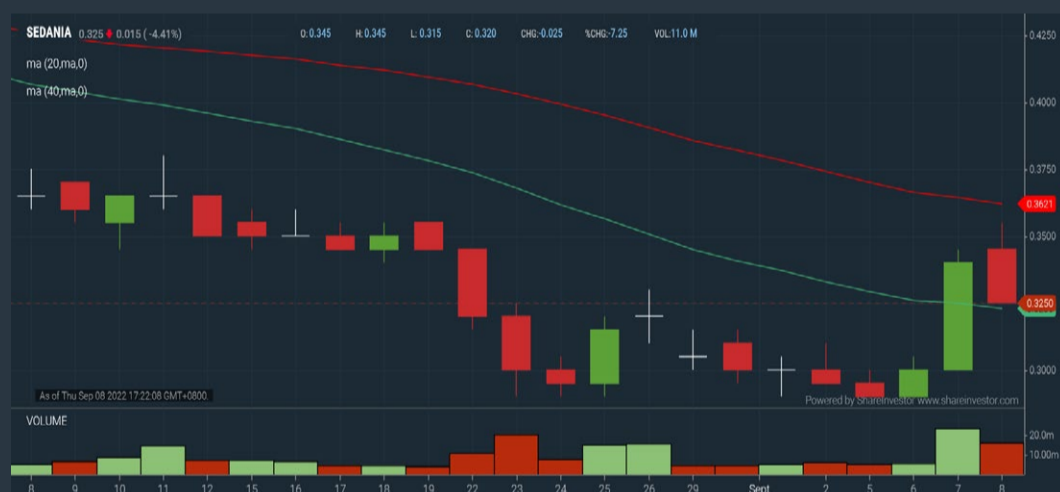 SEDANIA 0.325 0.015 ( -4.41%) O: 0.345 H: 0.345 L: 0.315 C: 0.320 CHG:-0.025 %CHG:-7.25 VOL:11.0 M
ma (20,ma,0)
ma (40,ma,0)
0.4250
0.4000
0.3750
0.3621
0.3500
0.3250
0.3000
As of Thu Sep 08 2022 17:22:08 GMT+0800.
Powered by ShareInvestor www.shareinvestor.com
VOLUME
20.0m
10.00m
8 9 10 11 12 15 16 17 18 19 22 23 24 25 26 29 Sept 2 5 6 7 8